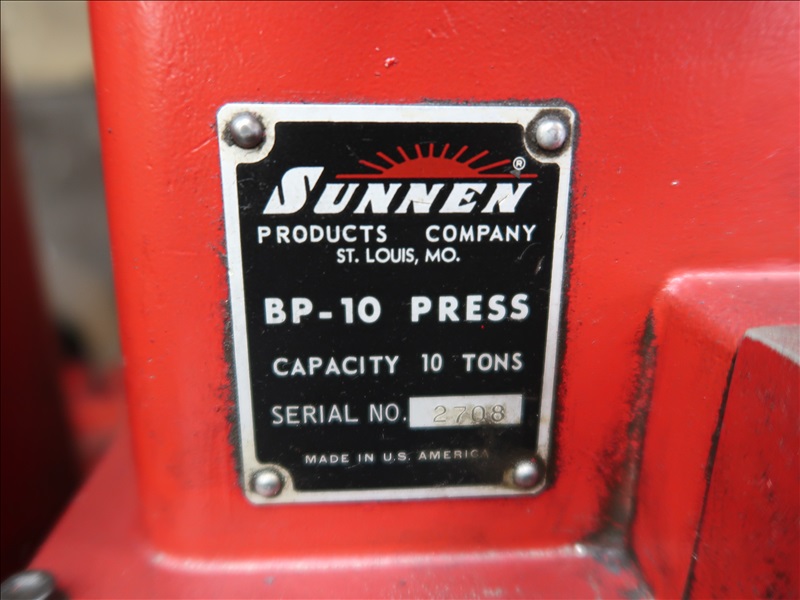 SUNNEN®
PRODUCTS COMPANY
ST. LOUIS, MO.
BP-10 PRESS
CAPACITY 10 TONS
SERIAL NO. 2708
MADE IN U.S. AMERICA